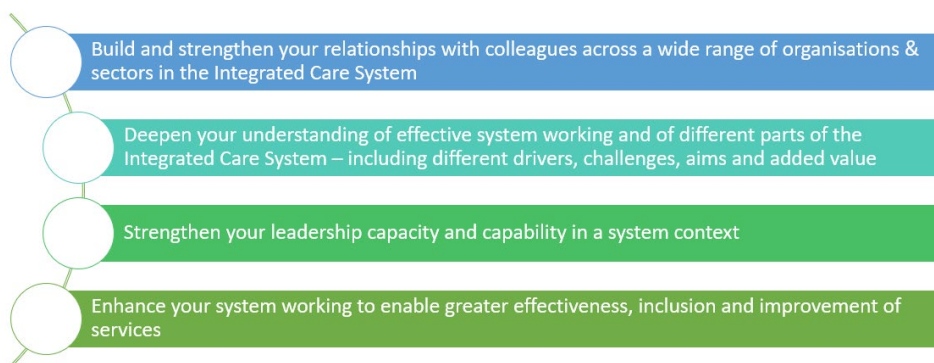 Build and strengthen your relationships with colleagues across a wide range of organisations &
sectors in the Integrated Care System
Deepen your understanding of effective system working and of different parts of the
Integrated Care System – including different drivers, challenges, aims and added value
Strengthen your leadership capacity and capability in a system context
Enhance your system working to enable greater effectiveness, inclusion and improvement of
services